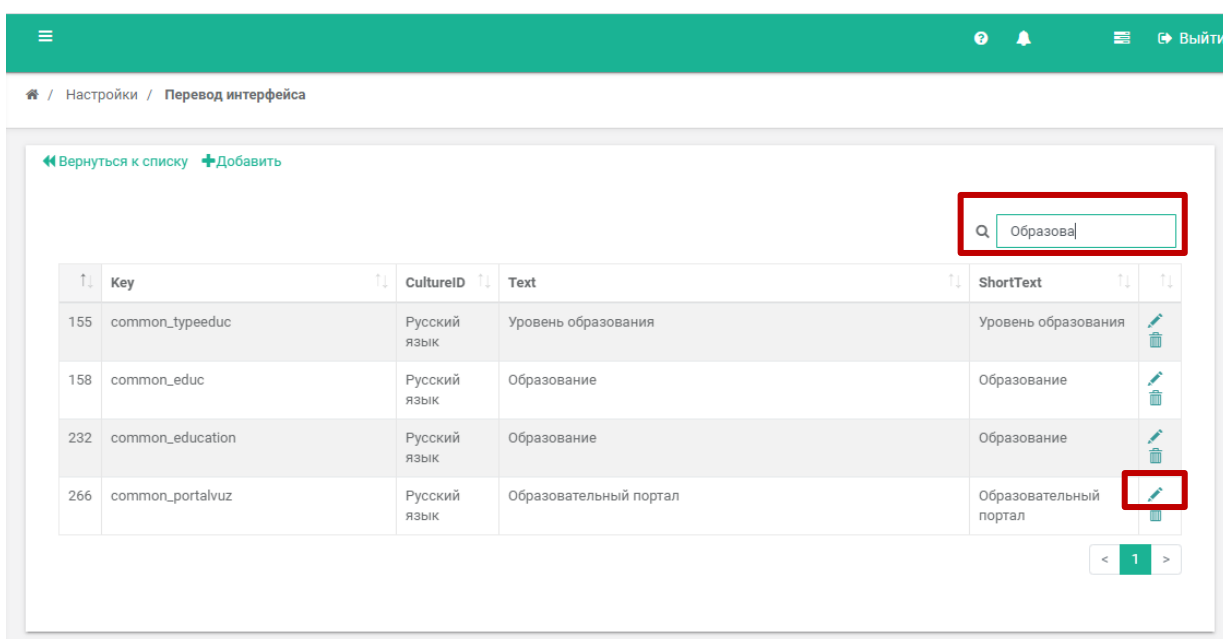 Выйти
/ Настройки / Перевод интерфейса
Вернуться к списку Добавить
Образова
Key CultureID Text ShortText
155 common_typeeduc Русский язык Уровень образования Уровень образования
158 common_educ Русский язык Образование Образование
232 common_education Русский язык Образование Образование
266 common_portalvuz Русский язык Образовательный портал Образовательный портал
< 1 >